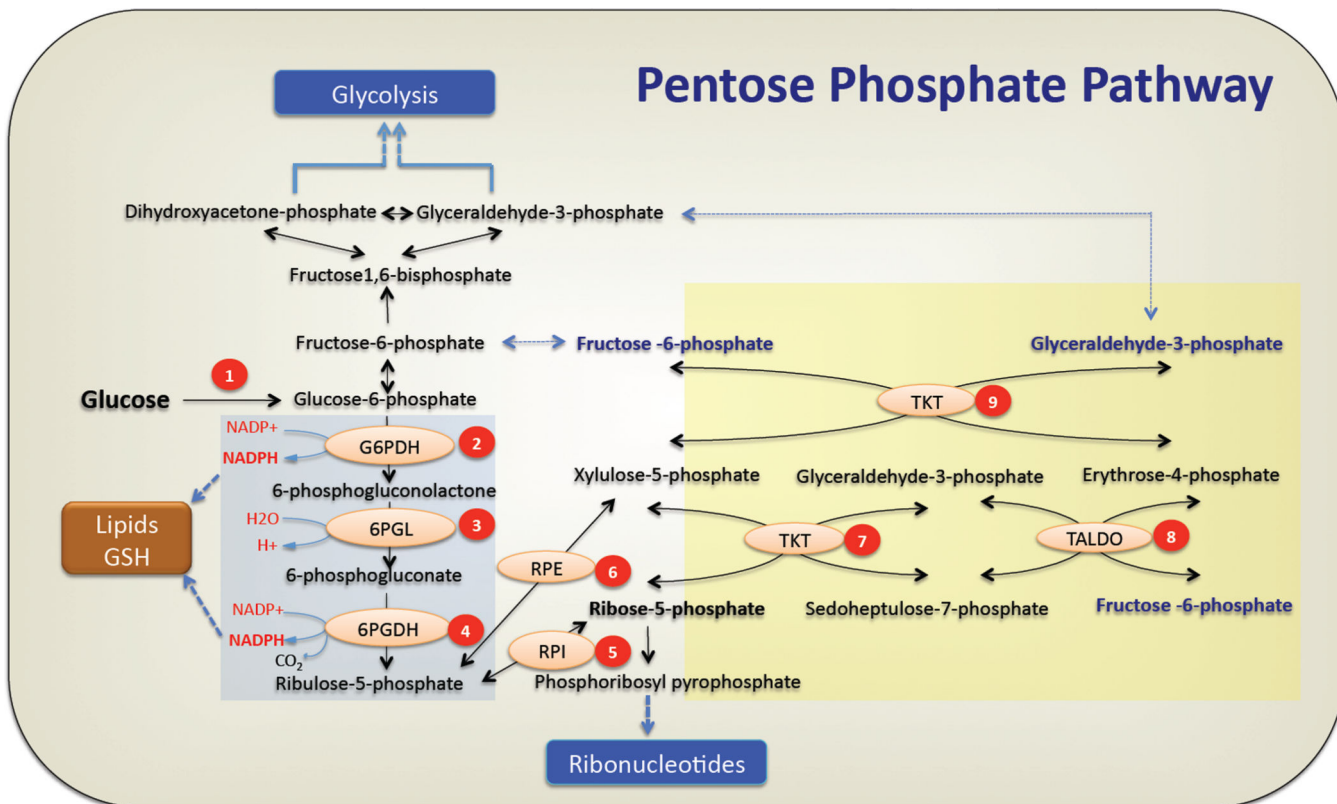 Pentose Phosphate Pathway
Glycolysis
Dihydroxyacetone-phosphate
Glyceraldehyde-3-phosphate
Fructose1,6-bisphosphate
Fructose-6-phosphate
Fructose -6-phosphate
Glyceraldehyde-3-phosphate
1
Glucose
Glucose-6-phosphate
TKT
9
NADP+
NADPH
G6PDH
2
6-phosphogluconolactone
Xylulose-5-phosphate
Glyceraldehyde-3-phosphate
Erythrose-4-phosphate
Lipids
GSH
H2O
H+
6PGL
3
TKT
7
TALDO
8
6-phosphogluconate
RPE
6
NADP+
NADPH
CO2
6PGDH
4
Ribose-5-phosphate
Sedoheptulose-7-phosphate
Fructose -6-phosphate
RPI
5
Ribulose-5-phosphate
Phosphoribosyl pyrophosphate
Ribonucleotides